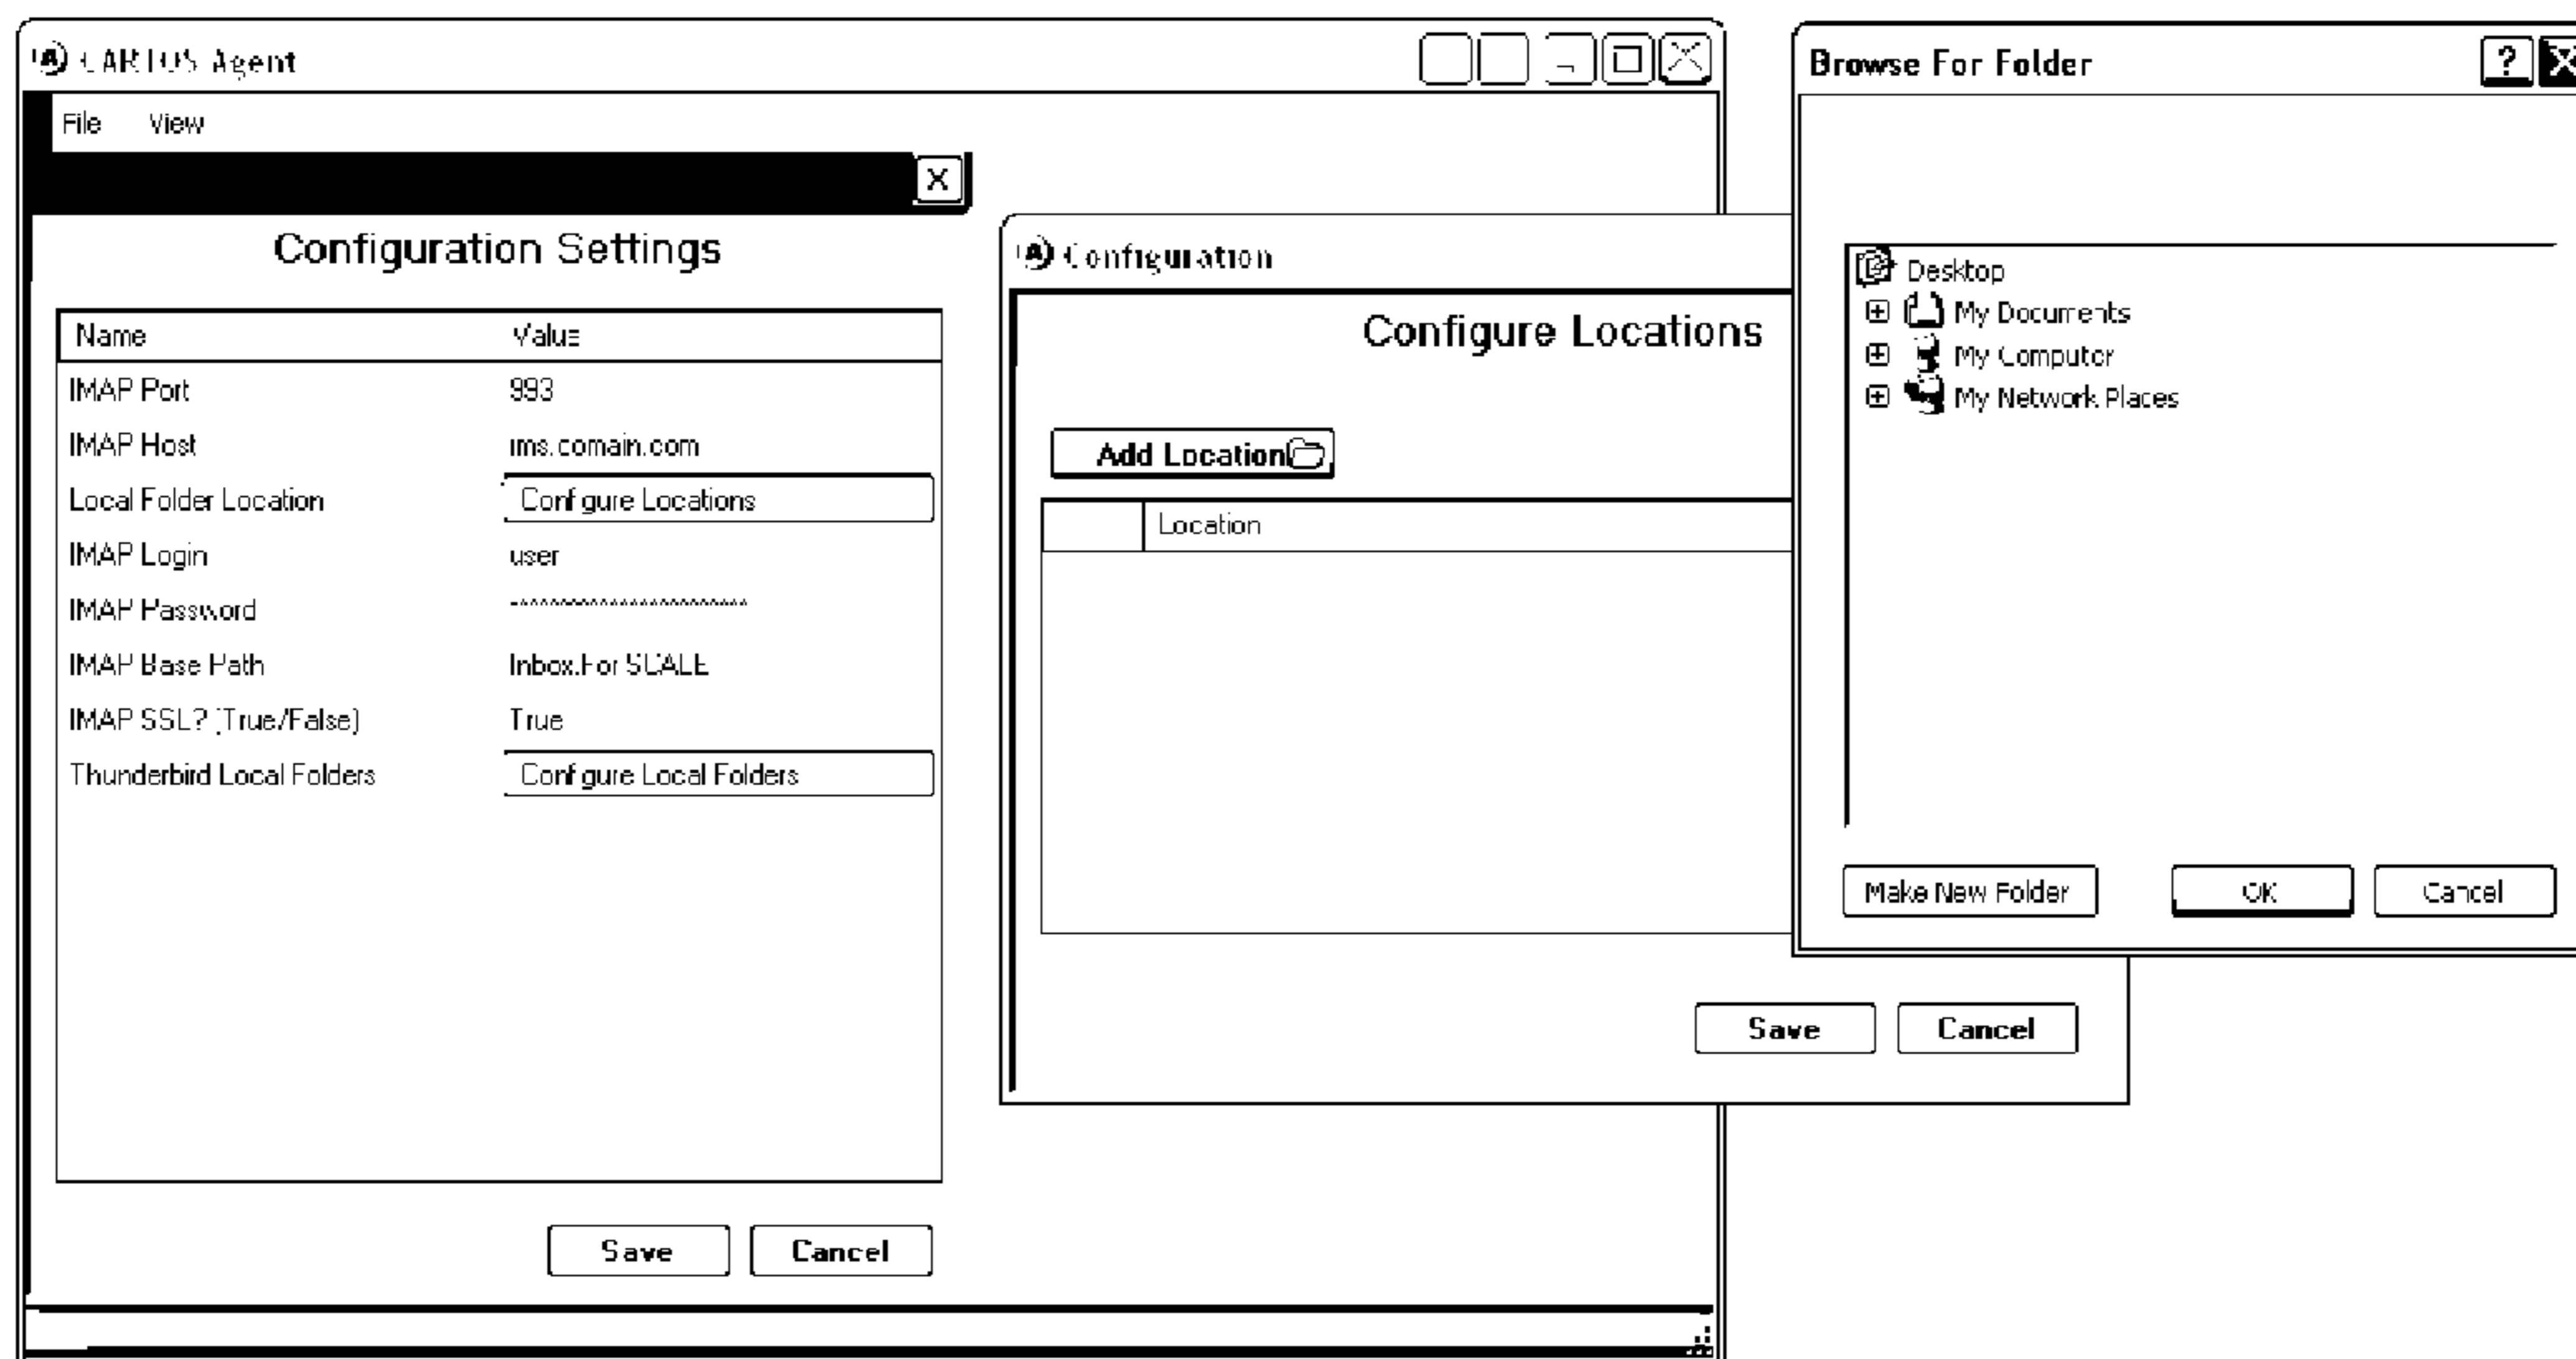 CARTOS Agent
File View
X
Configuration Settings
Name Value
IMAP Port 993
IMAP Host ims.comain.com
Local Folder Location Configure Locations
IMAP Login user
IMAP Password
IMAP Base Path Inbox.For SCALE
IMAP SSL? (True/False) True
Thunderbird Local Folders Configure Local Folders
Save Cancel
Configuration
Configure Locations
Add Location
Location
Save Cancel
Browse For Folder ? X
Desktop
My Documents
My Computer
My Network Places
Make New Folder OK Cancel